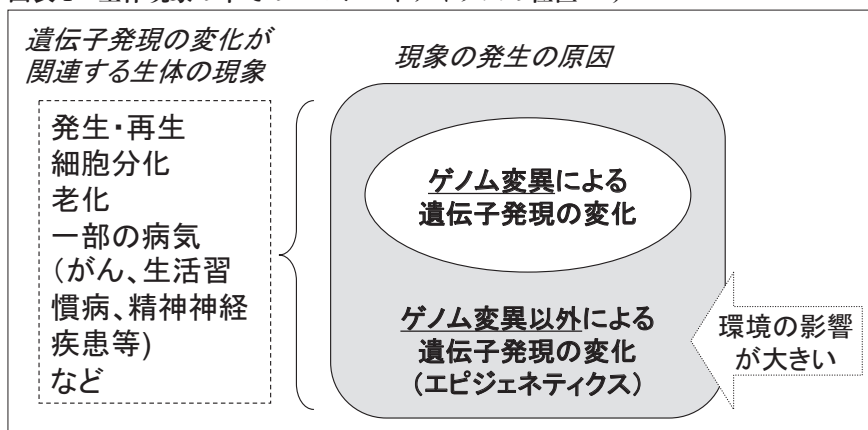 遺伝子発現の変化が
関連する生体の現象
現象の発生の原因
発生・再生
細胞分化
老化
一部の病気
(がん、生活習
慣病、精神神経
疾患等)
など
ゲノム変異による
遺伝子発現の変化
ゲノム変異以外による
遺伝子発現の変化
(エピジェネティクス)
環境の影響
が大きい